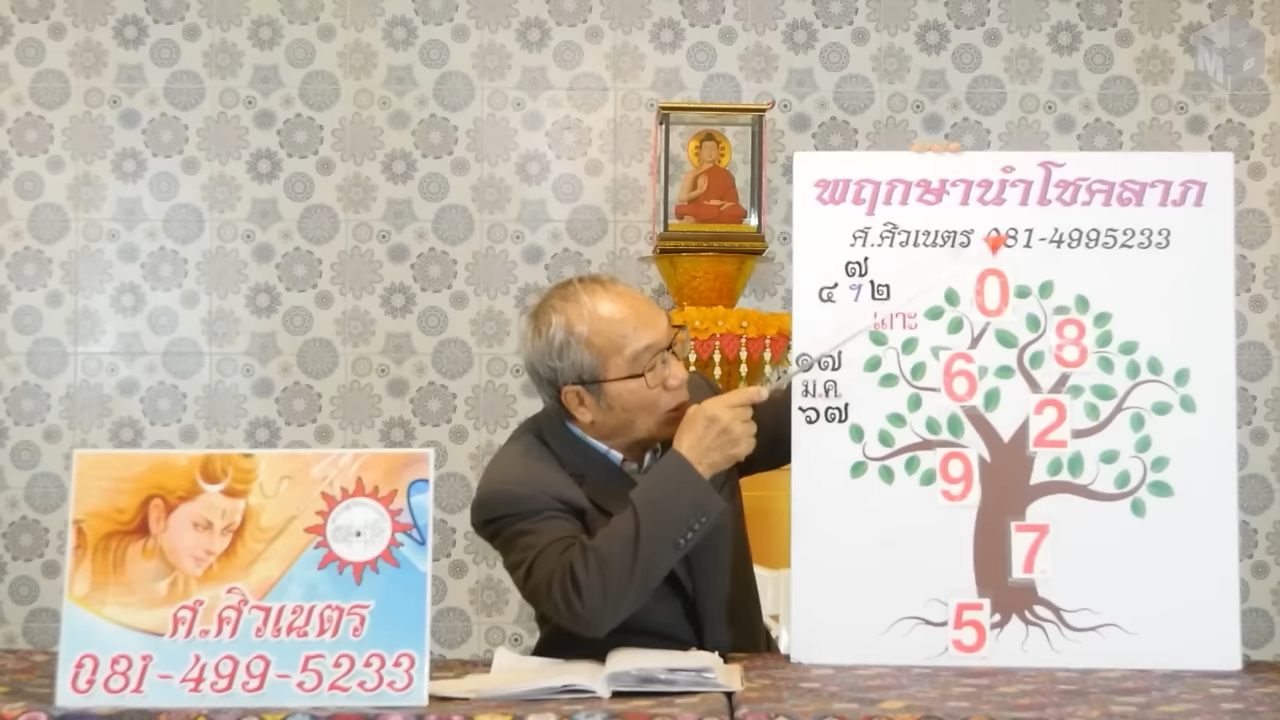 พฤกษานำโชคลาภ
ศ.ศิวเนตร 081-4995233
๗
๔ ฯ ๒
เถาะ
๑๗
ม.ค.
๖๗
0
8
6
2
9
7
5
ศ.ศิวเนตร
081-499-5233